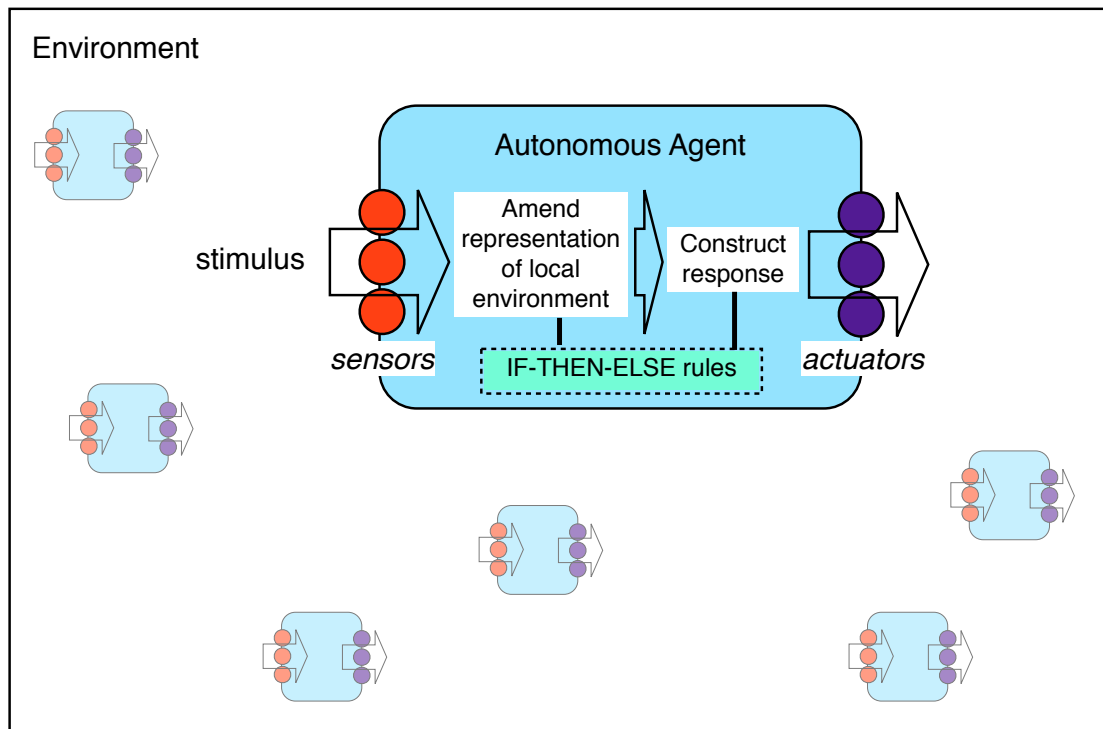 Environment
Autonomous Agent
stimulus
Amend
representation
of local
environment
Construct
response
sensors
actuators
IF-THEN-ELSE rules